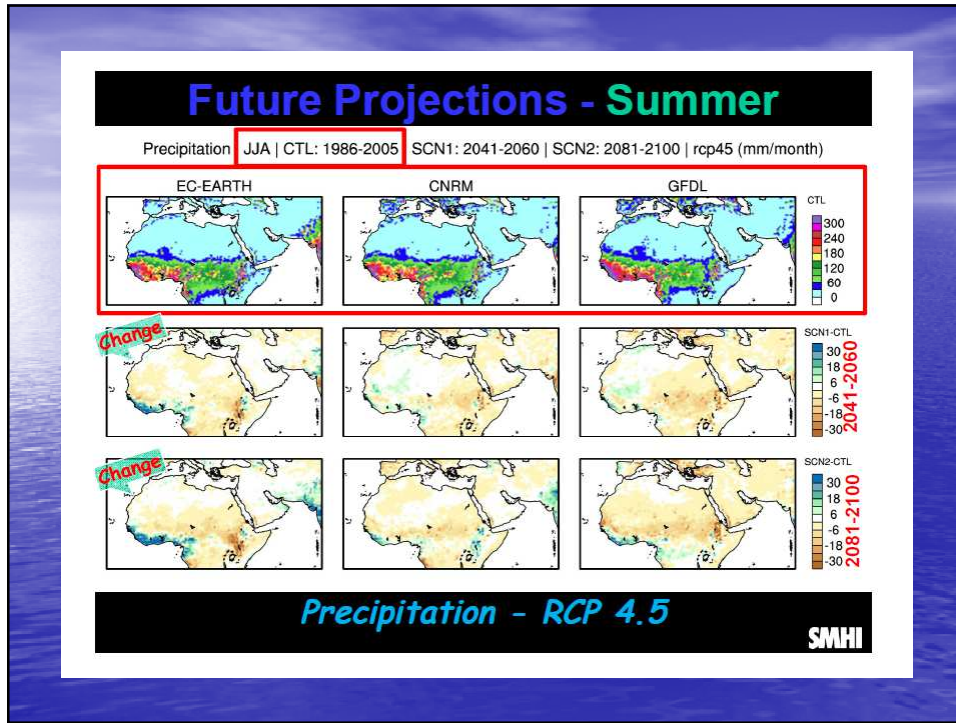 Future Projections - Summer
Precipitation JJA | CTL: 1986-2005 SCN1: 2041-2060 | SCN2: 2081-2100 | rcp45 (mm/month)
EC-EARTH CNRM GFDL
CTL
300
240
180
120
60
0
Change
SCN1-CTL
30
18
6
-6
-18
-30
2041-2060
Change
SCN2-CTL
30
18
6
-6
-18
-30
2081-2100
Precipitation - RCP 4.5
SMHI